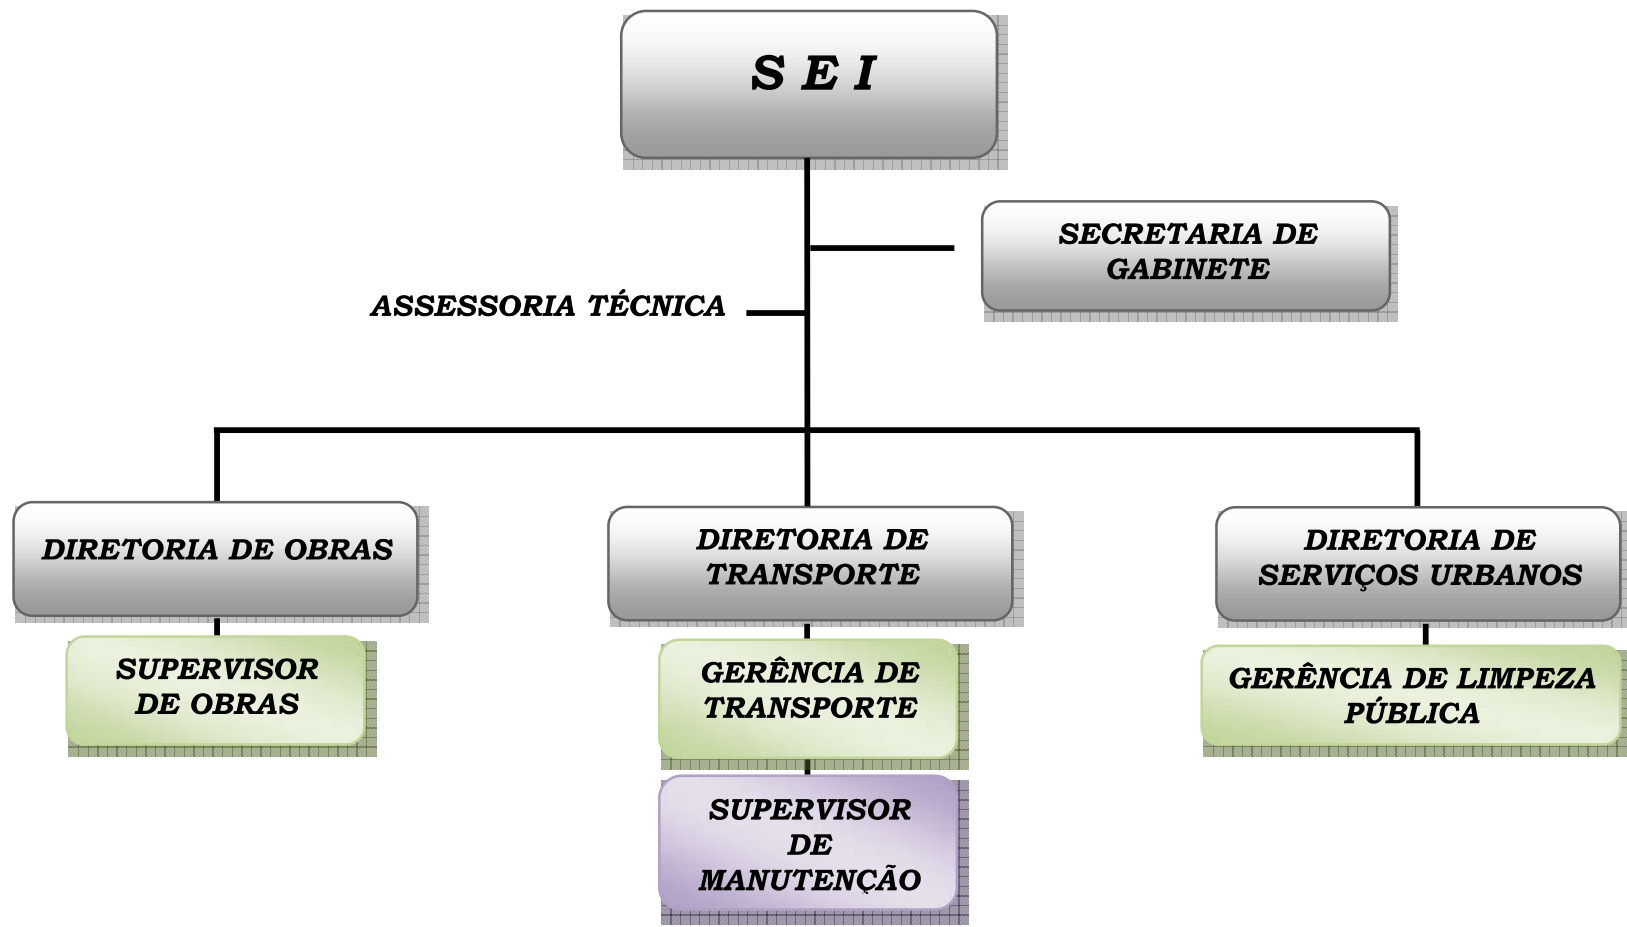 S E I
SECRETARIA DE
GABINETE
ASSESSORIA TÉCNICA
DIRETORIA DE OBRAS
DIRETORIA DE
TRANSPORTE
DIRETORIA DE
SERVIÇOS URBANOS
SUPERVISOR
DE OBRAS
GERÊNCIA DE
TRANSPORTE
GERÊNCIA DE LIMPEZA
PÚBLICA
SUPERVISOR
DE
MANUTENÇÃO